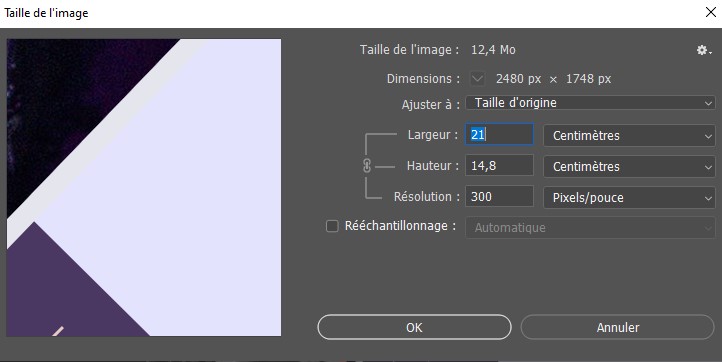 Taille de l'image
Taille de l'image : 12,4 Mo
Dimensions : 2480 px × 1748 px
Ajuster à : Taille d'origine
Largeur : 21 Centimètres
Hauteur : 14,8 Centimètres
Résolution : 300 Pixels/pouce
Rééchantillonnage : Automatique
OK Annuler